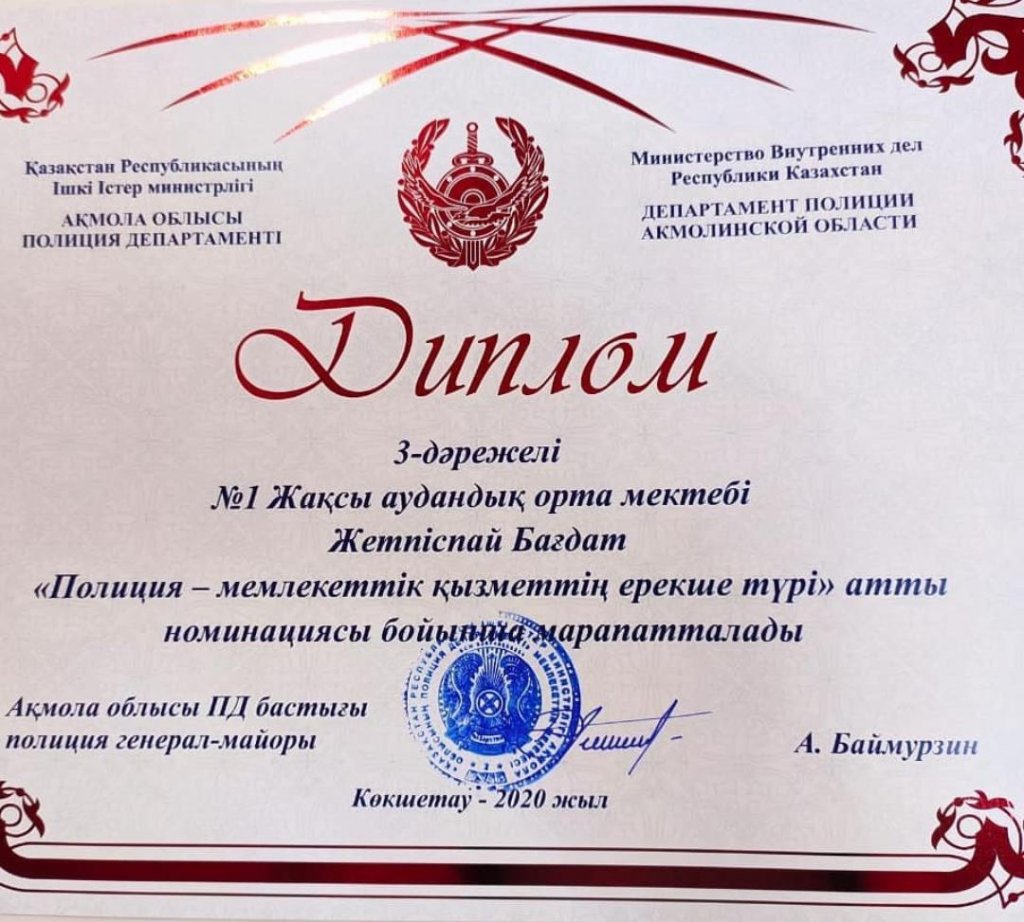 Қазақстан Республикасының
Ішкі Істер министрлігі
АҚМОЛА ОБЛЫСЫ
ПОЛИЦИЯ ДЕПАРТАМЕНТІ
Министерство Внутренних дел
Республики Казахстан
ДЕПАРТАМЕНТ ПОЛИЦИИ
АКМОЛИНСКОЙ ОБЛАСТИ
Диплом
3-дәрежелі
№1 Жақсы аудандық орта мектебі
Жетпіспай Бағдат
«Полиция – мемлекеттік қызметтің ерекше түрі» атты
номинациясы бойынша марапатталады
Ақмола облысы ПД бастығы
полиция генерал-майоры
А. Баймурзин
Көкшетау - 2020 жыл